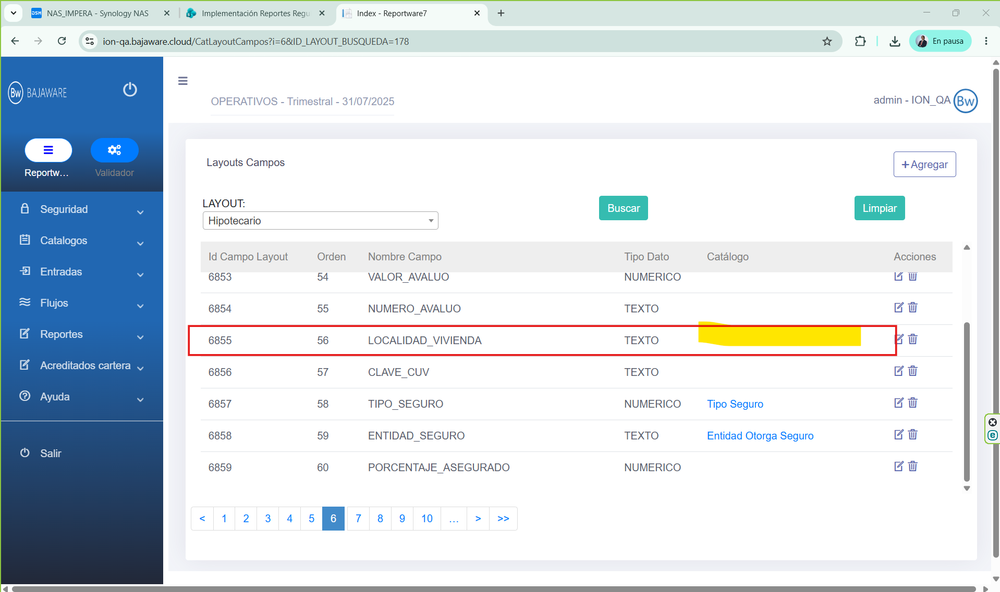 NAS_IMPERA - Synology NAS
Implementación Reportes Regu
Index - Reportware7
ion-qa.bajaware.cloud/CatLayoutCampos?i=6&ID_LAYOUT_BUSQUEDA=178
En pausa
Bw BAJAWARE
OPERATIVOS - Trimestral - 31/07/2025
admin - ION_QA
Bw
Reportw...
Validador
Seguridad
Catalogos
Entradas
Flujos
Reportes
Acreditados cartera
Ayuda
Salir
Layouts Campos
+Agregar
LAYOUT:
Hipotecario
Buscar
Limpiar
Id Campo Layout Orden Nombre Campo Tipo Dato Catálogo Acciones
6853 54 VALOR_AVALUO NUMERICO
6854 55 NUMERO_AVALUO TEXTO
6855 56 LOCALIDAD_VIVIENDA TEXTO
6856 57 CLAVE_CUV TEXTO
6857 58 TIPO_SEGURO NUMERICO Tipo Seguro
6858 59 ENTIDAD_SEGURO TEXTO Entidad Otorga Seguro
6859 60 PORCENTAJE_ASEGURADO NUMERICO
< 1 2 3 4 5 6 7 8 9 10 ... > >>